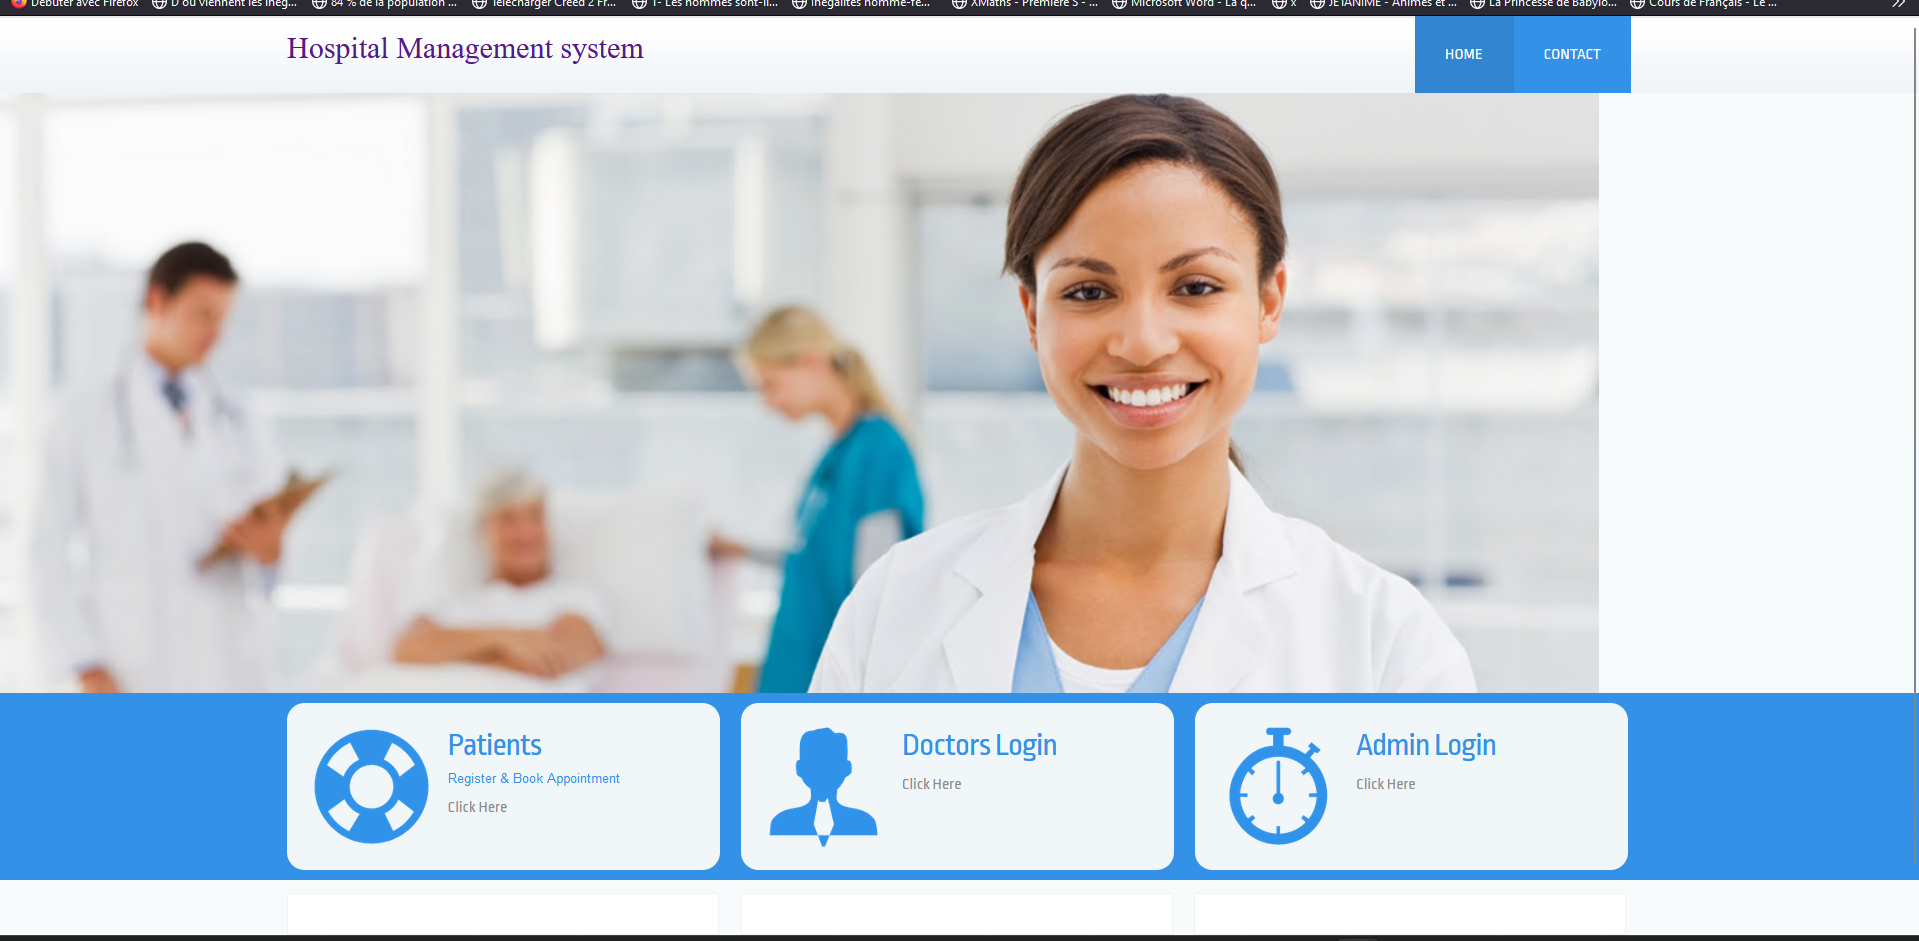 Débuter avec Firefox D'où viennent les inég... 84 % de la population ... Télécharger Creed 2 Fr... 1- Les hommes sont-il... Inégalités homme-fe... XMaths - Première S - ... Microsoft Word - La q... x JETANIME - Animes et ... La Princesse de Babylo... Cours de Français - Le ...
Hospital Management system
HOME CONTACT
Patients
Register & Book Appointment
Click Here
Doctors Login
Click Here
Admin Login
Click Here